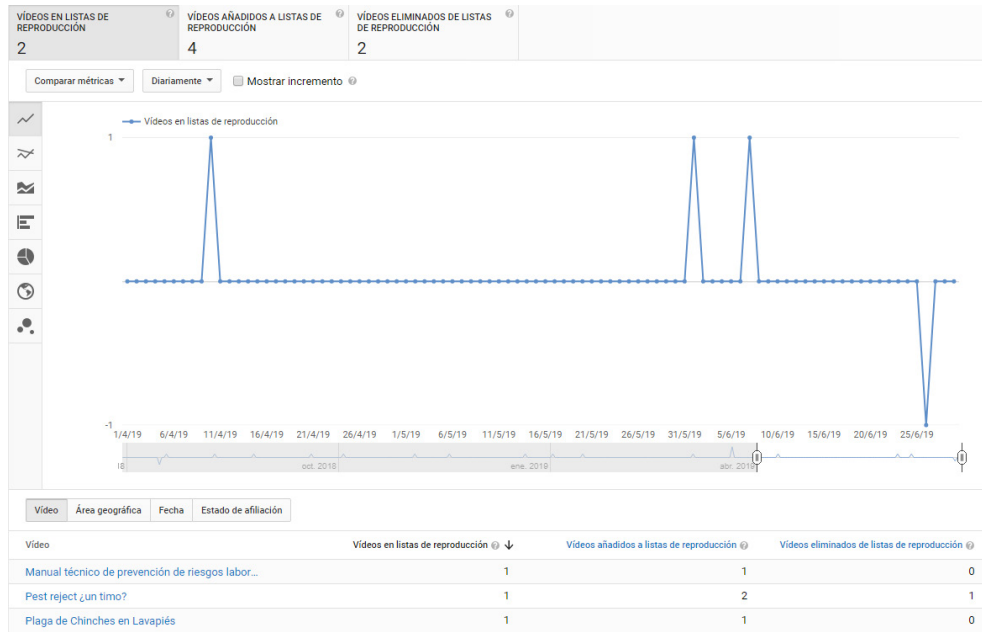 VÍDEOS EN LISTAS DE REPRODUCCIÓN
2
VÍDEOS AÑADIDOS A LISTAS DE REPRODUCCIÓN
4
VÍDEOS ELIMINADOS DE LISTAS DE REPRODUCCIÓN
2
Comparar métricas Diariamente Mostrar incremento
Vídeos en listas de reproducción
1
-1
1/4/19 6/4/19 11/4/19 16/4/19 21/4/19 26/4/19 1/5/19 6/5/19 11/5/19 16/5/19 21/5/19 26/5/19 31/5/19 5/6/19 10/6/19 15/6/19 20/6/19 25/6/19
18 oct. 2018 ene. 2019 abr. 2019
Vídeo Área geográfica Fecha Estado de afiliación
Vídeo Vídeos en listas de reproducción Vídeos añadidos a listas de reproducción Vídeos eliminados de listas de reproducción
Manual técnico de prevención de riesgos labor... 1 1 0
Pest reject ¿un timo? 1 2 1
Plaga de Chinches en Lavapiés 1 1 0